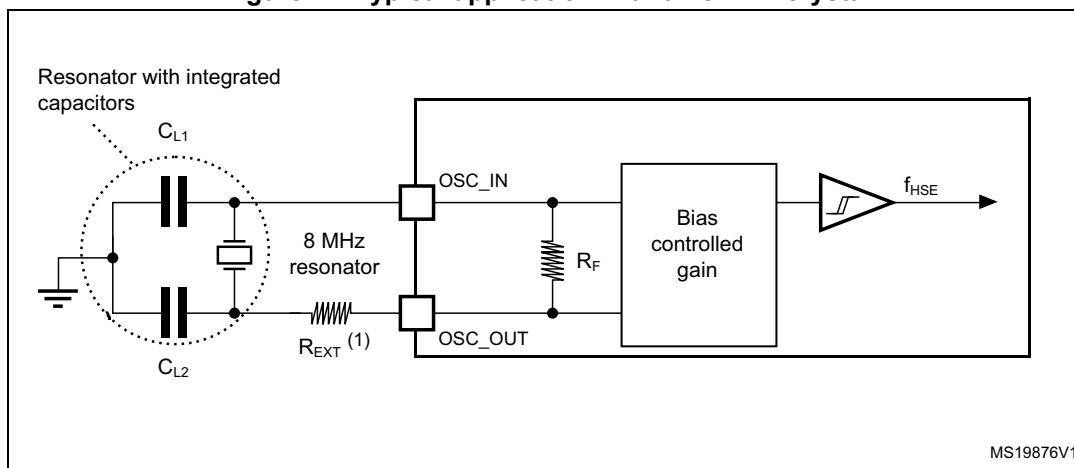 Resonator with integrated
capacitors
CL1
OSC_IN
fHSE
8 MHz
resonator
RF
Bias
controlled
gain
REXT (1)
OSC_OUT
CL2
MS19876V1